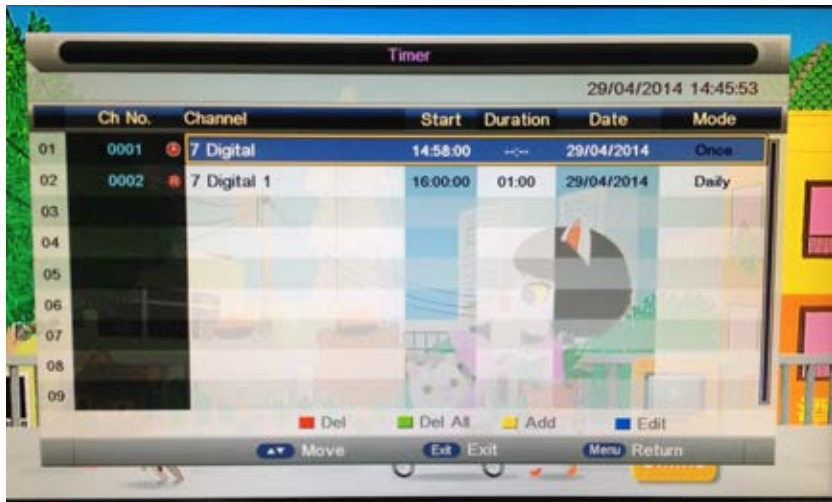 Timer
29/04/2014 14:45:53
Ch No. Channel Start Duration Date Mode
01 0001 7 Digital 14:58:00 --:-- 29/04/2014 Once
02 0002 7 Digital 1 16:00:00 01:00 29/04/2014 Daily
03
04
05
06
07
08
09
Del Del All Add Edit
Move Exit Exit Menu Return